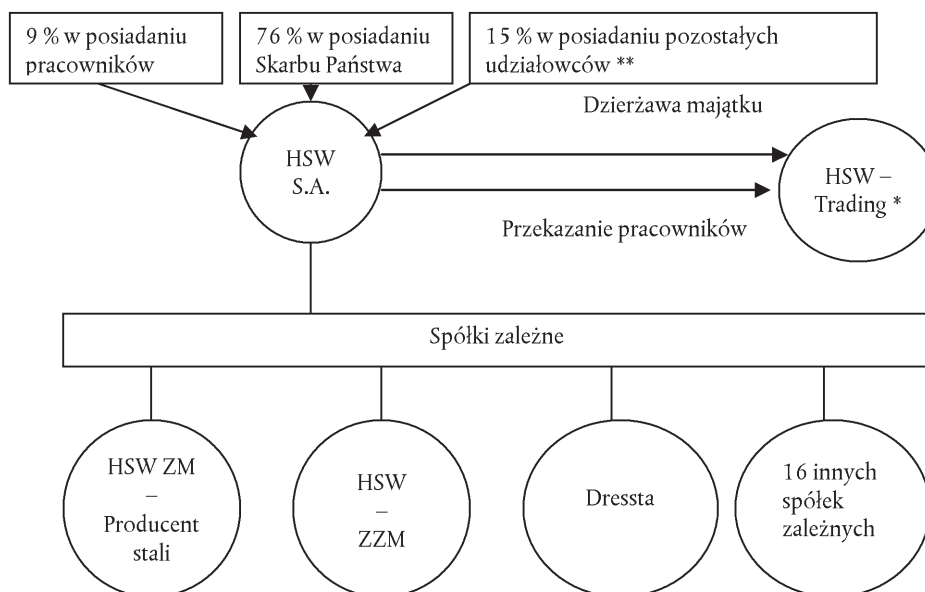 9 % w posiadaniu
pracowników
76 % w posiadaniu
Skarbu Państwa
15 % w posiadaniu pozostałych
udziałowców **
Dzierżawa majątku
HSW
S.A.
HSW –
Trading *
Przekazanie pracowników
Spółki zależne
HSW ZM
–
Producent
stali
HSW
–
ZZM
Dressta
16 innych
spółek
zależnych